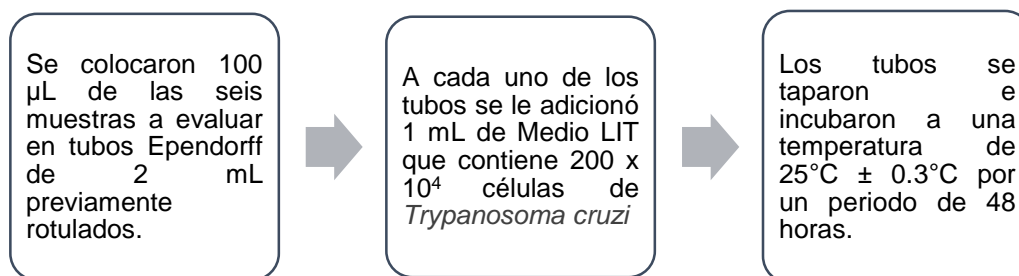 Se colocaron 100
µL de las seis
muestras a evaluar
en tubos Ependorff
de 2 mL
previamente
rotulados.
A cada uno de los
tubos se le adicionó
1 mL de Medio LIT
que contiene 200 x
10⁴ células de
Trypanosoma cruzi
Los tubos se
taparon e
incubaron a una
temperatura de
25°C ± 0.3°C por
un periodo de 48
horas.